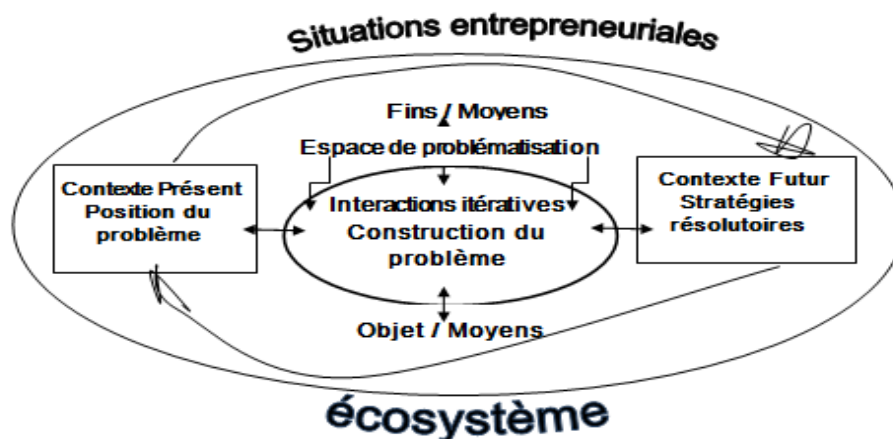 Situations entrepreneuriales
Fins / Moyens
Espace de problématisation
Contexte Présent
Position du
problème
Interactions itératives
Construction du
problème
Contexte Futur
Stratégies
résolutoires
Objet / Moyens
écosystème